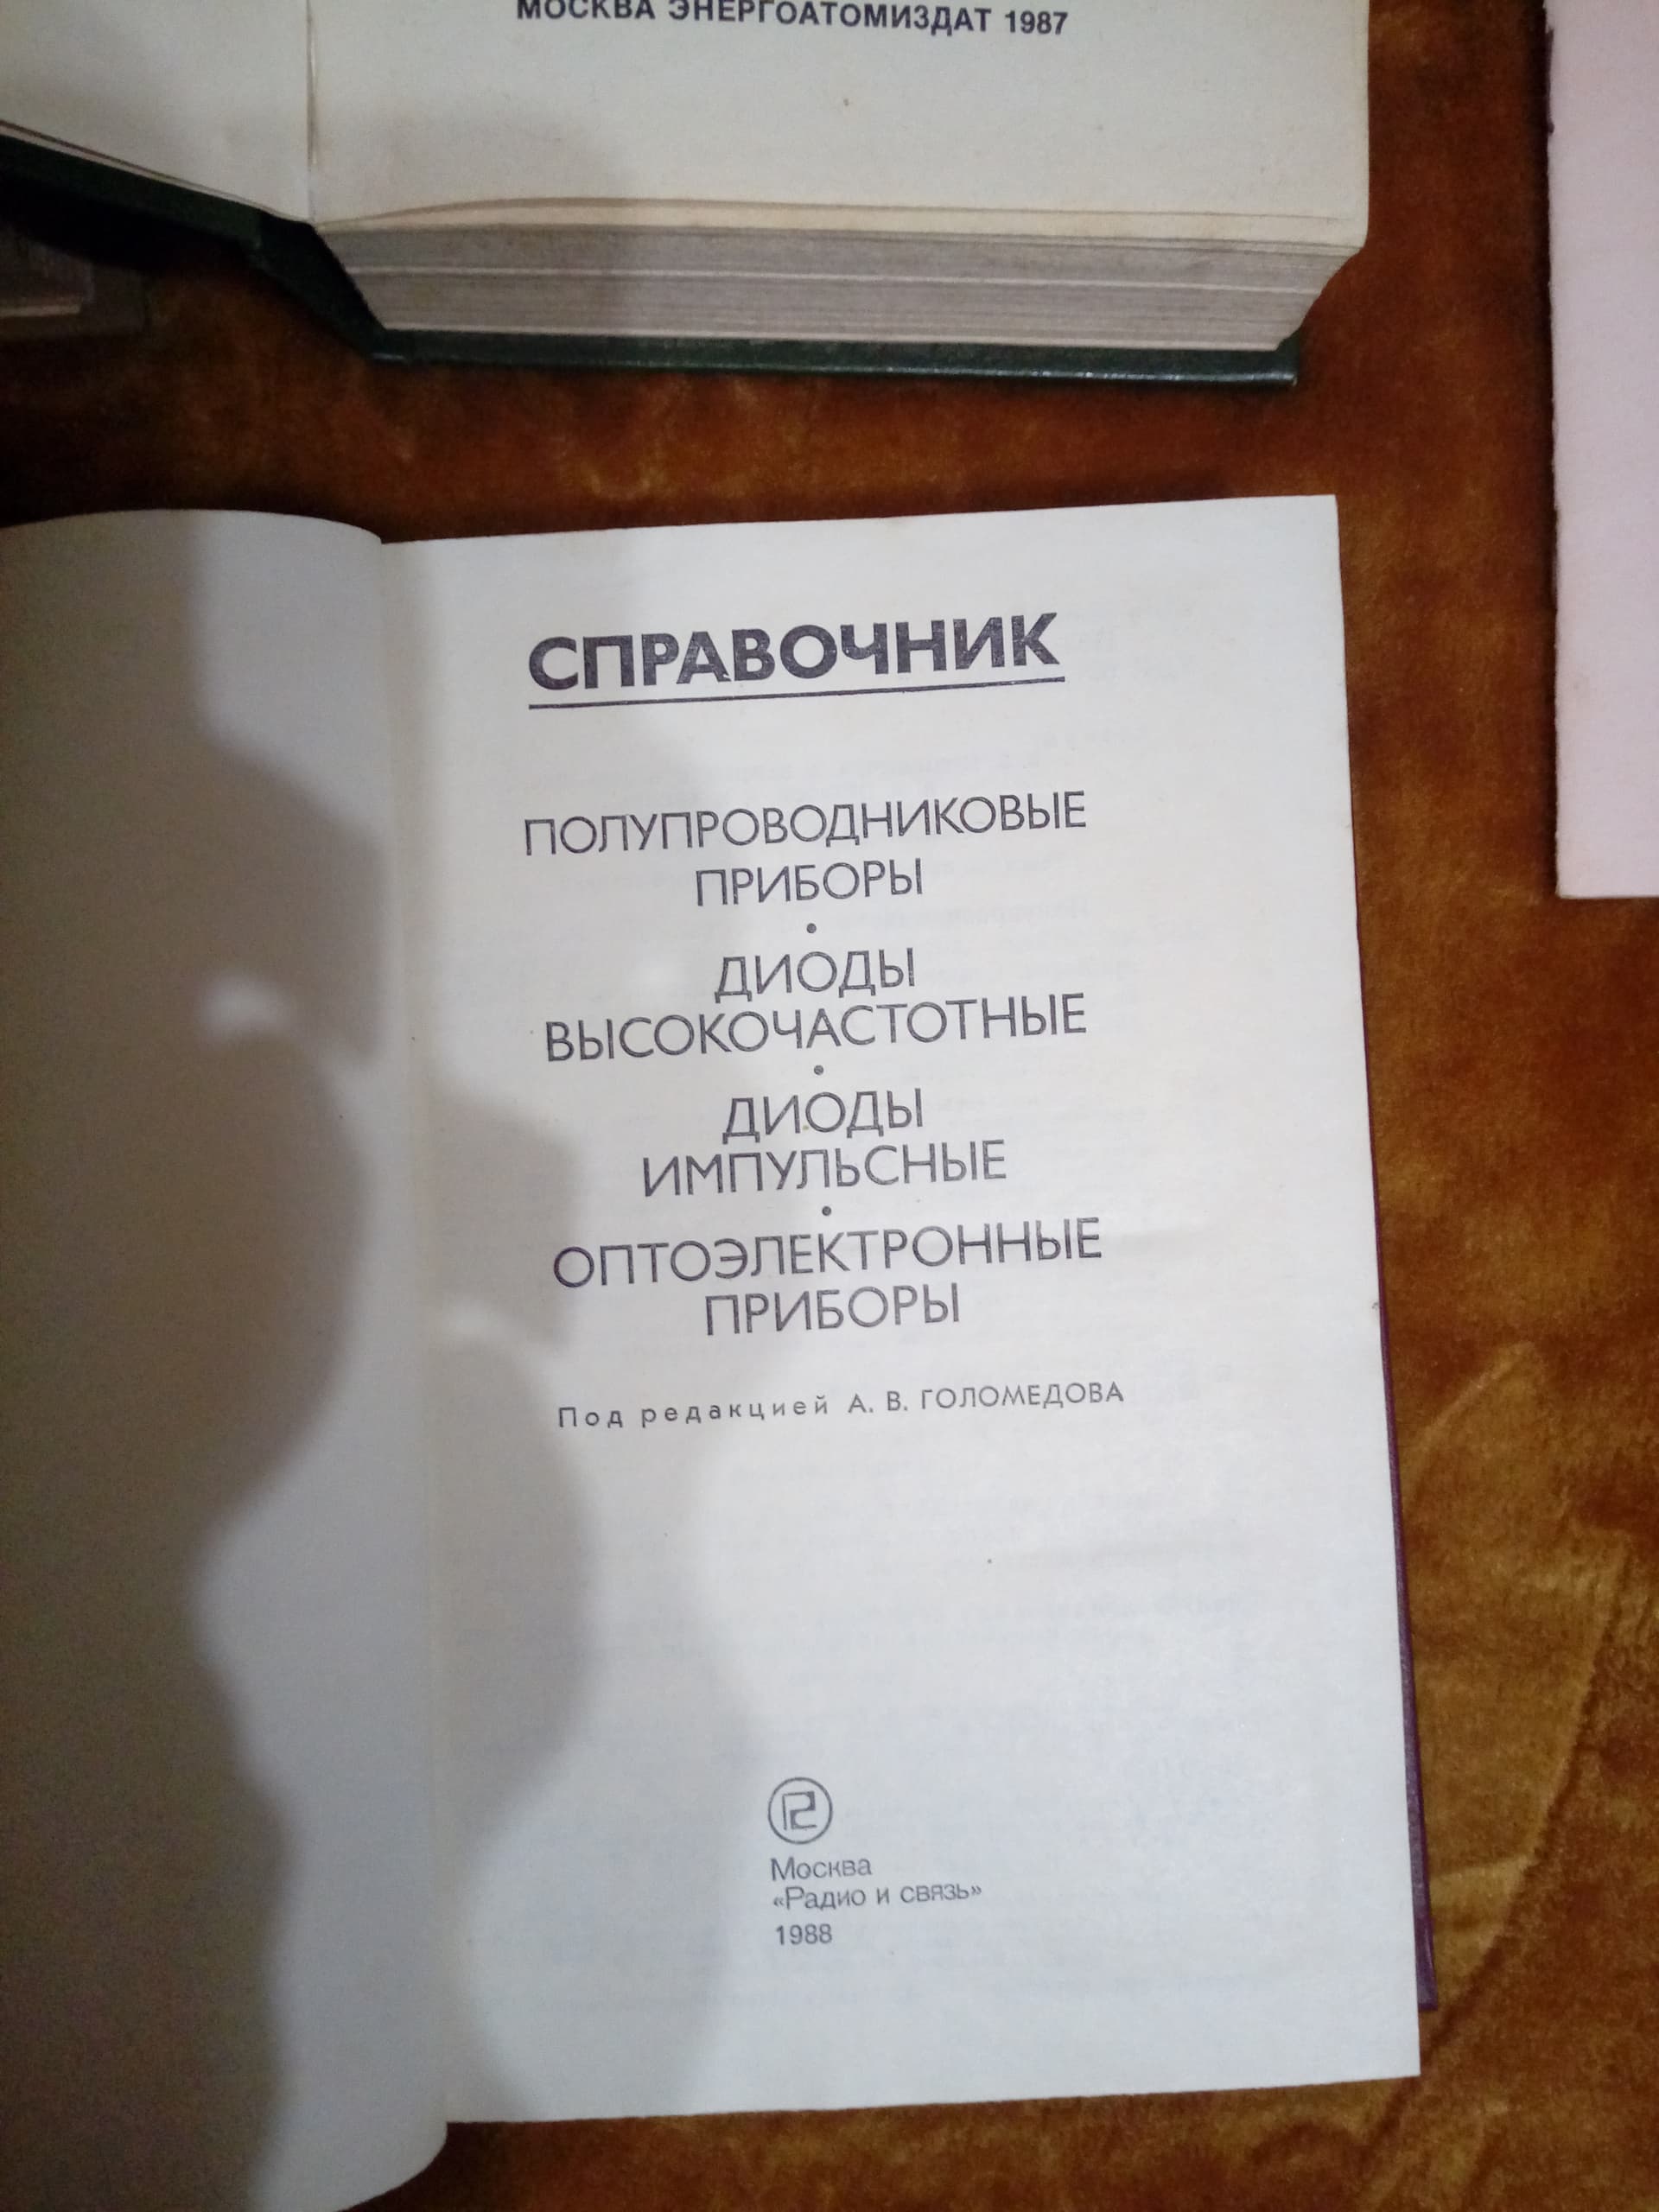 МОСКВА ЭНЕРГОАТОМИЗДАТ 1987
СПРАВОЧНИК
ПОЛУПРОВОДНИКОВЫЕ
ПРИБОРЫ
•
ДИОДЫ
ВЫСОКОЧАСТОТНЫЕ
•
ДИОДЫ
ИМПУЛЬСНЫЕ
•
ОПТОЭЛЕКТРОННЫЕ
ПРИБОРЫ
Под редакцией А. В. ГОЛОМЕДОВА
Москва
«Радио и связь»
1988